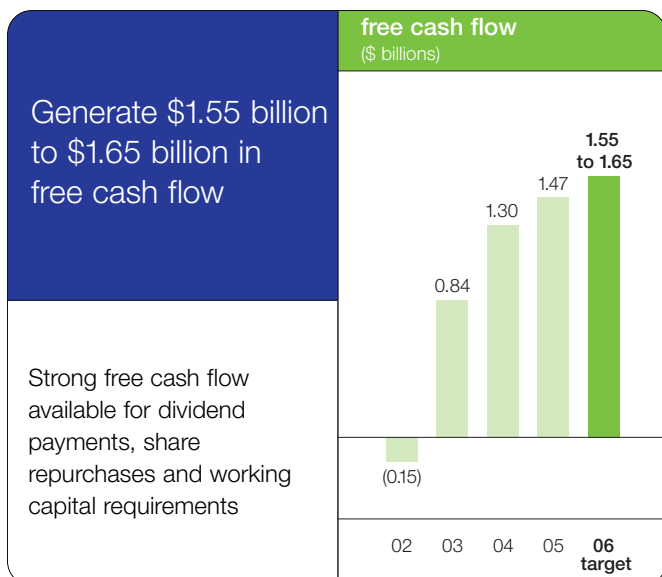 Generate $1.55 billion
to $1.65 billion in
free cash flow
Strong free cash flow
available for dividend
payments, share
repurchases and working
capital requirements
free cash flow
($ billions)
(0.15)
0.84
1.30
1.47
1.55
to 1.65
02 03 04 05 06
target